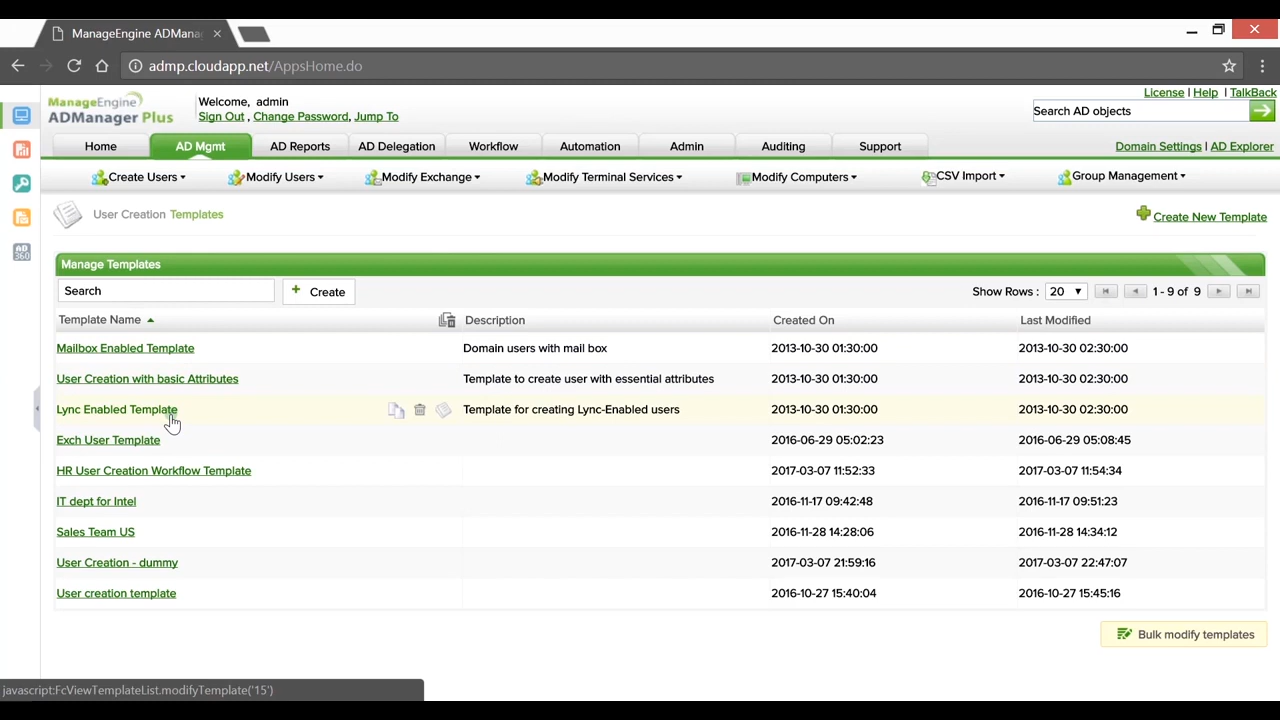 ManageEngine ADMana
admp.cloudapp.net/AppsHome.do
License | Help | TalkBack
ManageEngine
ADManager Plus
Welcome, admin
Sign Out , Change Password, Jump To
Search AD objects
Home AD Mgmt AD Reports AD Delegation Workflow Automation Admin Auditing Support
Domain Settings | AD Explorer
Create Users Modify Users Modify Exchange Modify Terminal Services Modify Computers CSV Import Group Management
User Creation Templates
Create New Template
Manage Templates
Search
+ Create
Show Rows : 20 1 - 9 of 9
Template Name Description Created On Last Modified
Mailbox Enabled Template Domain users with mail box 2013-10-30 01:30:00 2013-10-30 02:30:00
User Creation with basic Attributes Template to create user with essential attributes 2013-10-30 01:30:00 2013-10-30 02:30:00
Lync Enabled Template Template for creating Lync-Enabled users 2013-10-30 01:30:00 2013-10-30 02:30:00
Exch User Template 2016-06-29 05:02:23 2016-06-29 05:08:45
HR User Creation Workflow Template 2017-03-07 11:52:33 2017-03-07 11:54:34
IT dept for Intel 2016-11-17 09:42:48 2016-11-17 09:51:23
Sales Team US 2016-11-28 14:28:06 2016-11-28 14:34:12
User Creation - dummy 2017-03-07 21:59:16 2017-03-07 22:47:07
User creation template 2016-10-27 15:40:04 2016-10-27 15:45:16
Bulk modify templates
javascript:FcViewTemplateList.modifyTemplate('15')
AD
360